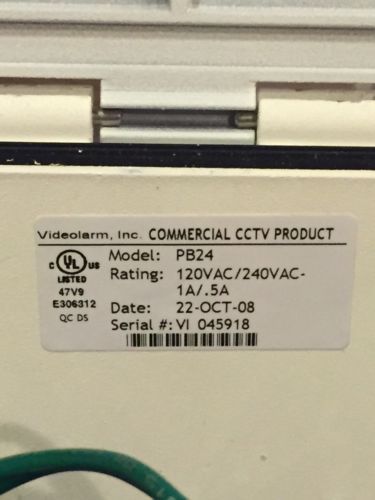 Videolarm, Inc. COMMERCIAL CCTV PRODUCT
C UL US
LISTED
47V9
E306312
QC DS
Model: PB24
Rating: 120VAC/240VAC-
1A/.5A
Date: 22-OCT-08
Serial #: VI 045918